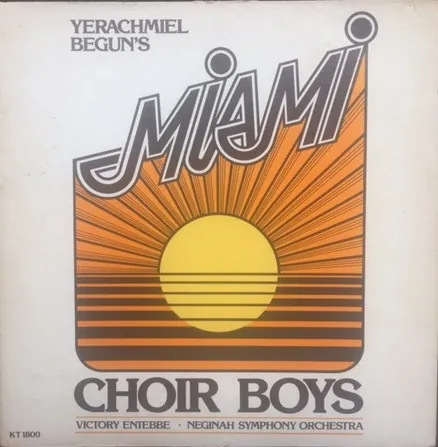 YERACHMIEL
BEGUN'S
MIAMI
CHOIR BOYS
VICTORY ENTEBBE · NEGINAH SYMPHONY ORCHESTRA
KT 1800